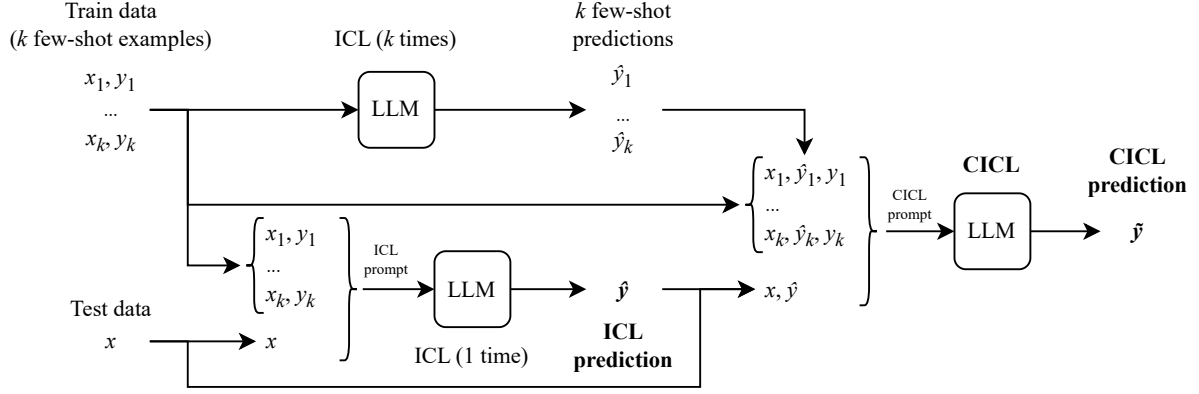 Train data
(k few-shot examples)
x₁, y₁
...
xₖ, yₖ
ICL (k times)
LLM
k few-shot
predictions
ŷ₁
...
ŷₖ
x₁, ŷ₁, y₁
...
xₖ, ŷₖ, yₖ
x, ŷ
CICL
prompt
CICL
LLM
CICL
prediction
ỹ
x₁, y₁
...
xₖ, yₖ
ICL
prompt
LLM
ICL (1 time)
ŷ
ICL
prediction
Test data
x
x